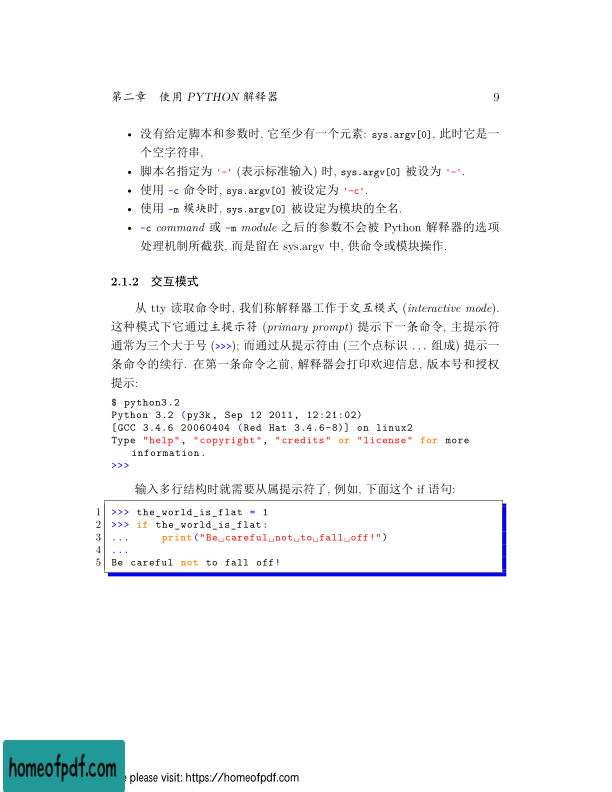 第二章 使用 PYTHON 解释器 9
• 没有给定脚本和参数时, 它至少有一个元素: sys.argv[0], 此时它是一
个空字符串,
• 脚本名指定为 '-' (表示标准输入) 时, sys.argv[0] 被设为 '-'.
• 使用 -c 命令时, sys.argv[0] 被设定为 '-c'.
• 使用 -m 模块时, sys.argv[0] 被设定为模块的全名.
• -c command 或 -m module 之后的参数不会被 Python 解释器的选项
处理机制所截获, 而是留在 sys.argv 中, 供命令或模块操作.
2.1.2 交互模式
从 tty 读取命令时, 我们称解释器工作于交互模式 (interactive mode).
这种模式下它通过主提示符 (primary prompt) 提示下一条命令, 主提示符
通常为三个大于号 (>>>); 而通过从提示符由 (三个点标识 ... 组成) 提示一
条命令的续行. 在第一条命令之前, 解释器会打印欢迎信息, 版本号和授权
提示:
$ python3.2
Python 3.2 (py3k, Sep 12 2011, 12:21:02)
[GCC 3.4.6 20060404 (Red Hat 3.4.6-8)] on linux2
Type "help", "copyright", "credits" or "license" for more
information.
>>>
输入多行结构时就需要从属提示符了, 例如, 下面这个 if 语句:
1 >>> the_world_is_flat = 1
2 >>> if the_world_is_flat:
3 ...     print("Be␣careful␣not␣to␣fall␣off!")
4 ...
5 Be careful not to fall off!
homeofpdf.com
please visit: https://homeofpdf.com